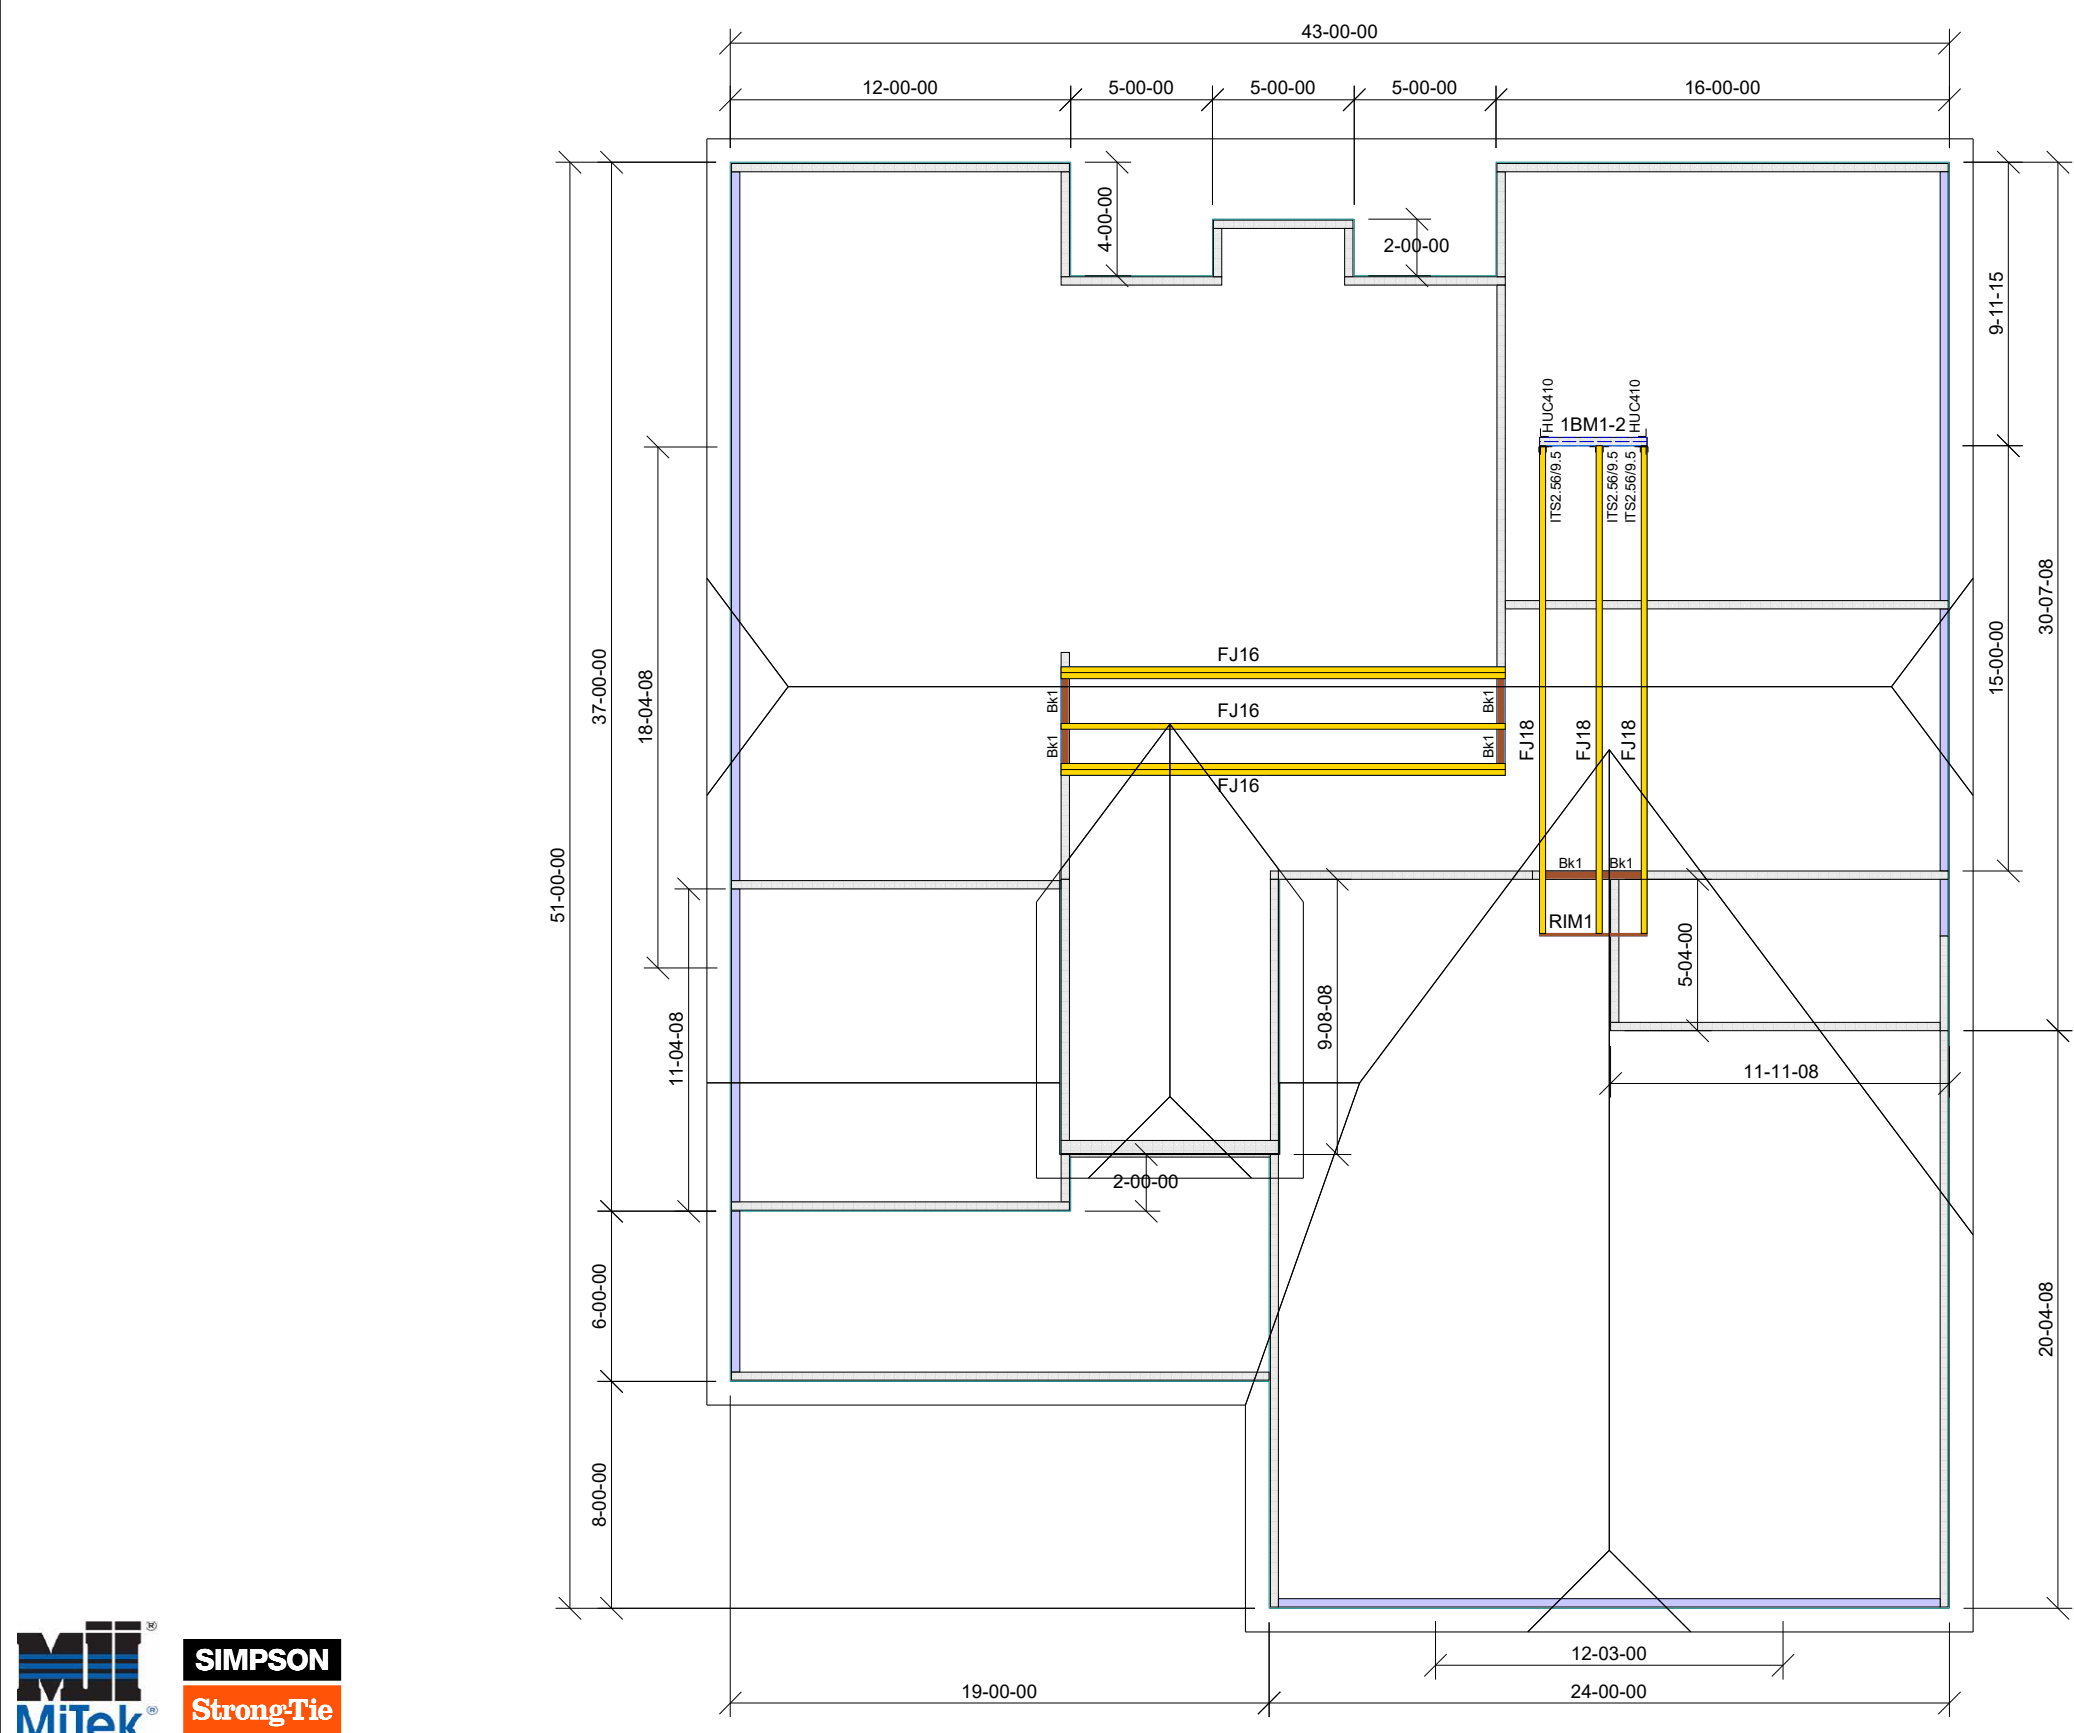 43-00-00
12-00-00
5-00-00
5-00-00
5-00-00
16-00-00
4-00-00
2-00-00
9-11-15
HUC410
HUC410
1BM1-2
ITS2.56/9.5
ITS2.56/9.5
ITS2.56/9.5
30-07-08
15-00-00
37-00-00
18-04-08
FJ16
Bk1
Bk1
FJ16
Bk1
Bk1
FJ16
FJ18
FJ18
FJ18
51-00-00
Bk1
Bk1
RIM1
5-04-00
9-08-08
11-04-08
11-11-08
2-00-00
6-00-00
20-04-08
8-00-00
12-03-00
19-00-00
24-00-00
MiTek®
®
SIMPSON
Strong-Tie